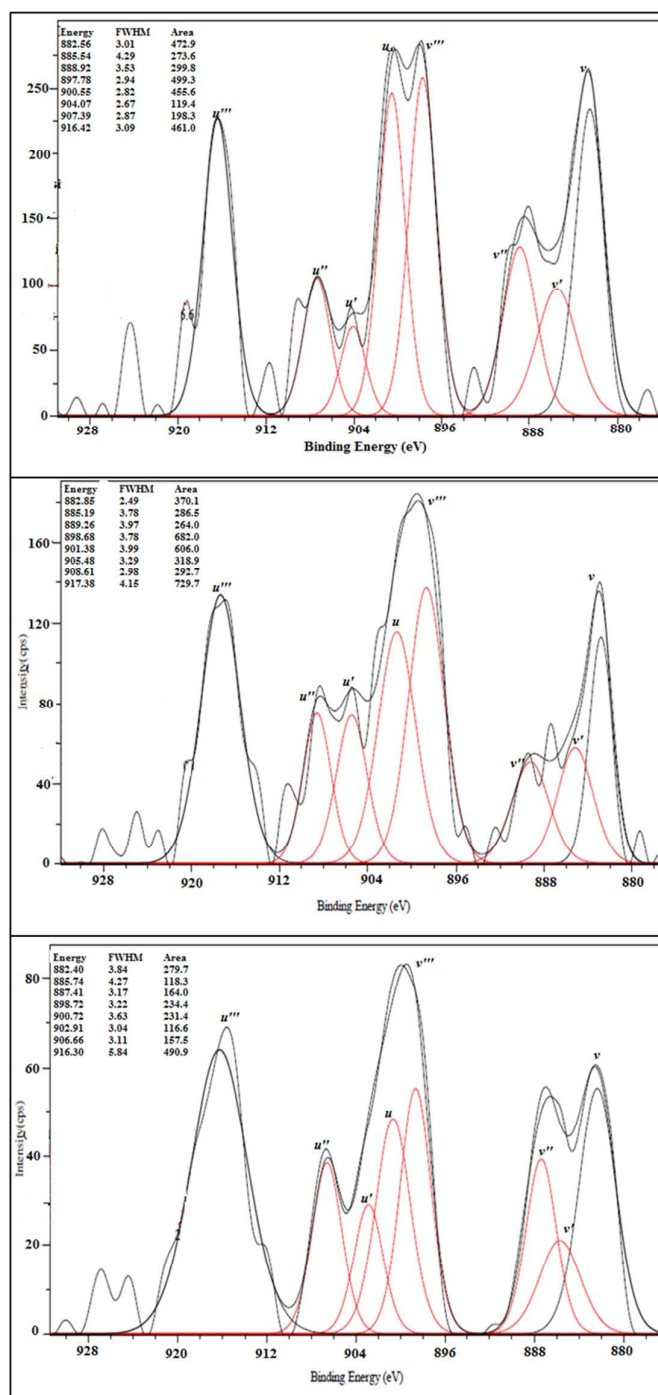 Energy FWHM Area
882.56 3.01 472.9
885.54 4.29 273.6
888.92 3.53 299.8
897.78 2.94 499.3
900.55 2.82 455.6
904.07 2.67 119.4
907.39 2.87 198.3
916.42 3.09 461.0
u''' u'' u' u v''' v'' v' v
250
200
150
100
50
0
5.6
928 920 912 904 896 888 880
Binding Energy (eV)
Energy FWHM Area
882.85 2.49 370.1
885.19 3.78 286.5
889.26 3.97 264.0
898.68 3.78 682.0
901.38 3.99 606.0
905.48 3.29 318.9
908.61 2.98 292.7
917.38 4.15 729.7
u''' u'' u' u v''' v'' v' v
160
120
80
40
0
Intensity(cps)
928 920 912 904 896 888 880
Binding Energy (eV)
Energy FWHM Area
882.40 3.84 279.7
885.74 4.27 118.3
887.41 3.17 164.0
898.72 3.22 234.4
900.72 3.63 231.4
902.91 3.04 116.6
906.66 3.11 157.5
916.30 5.84 490.9
u''' u'' u' u v''' v'' v' v
80
60
40
20
0
2
Intensity(cps)
928 920 912 904 896 888 880
Binding Energy (eV)